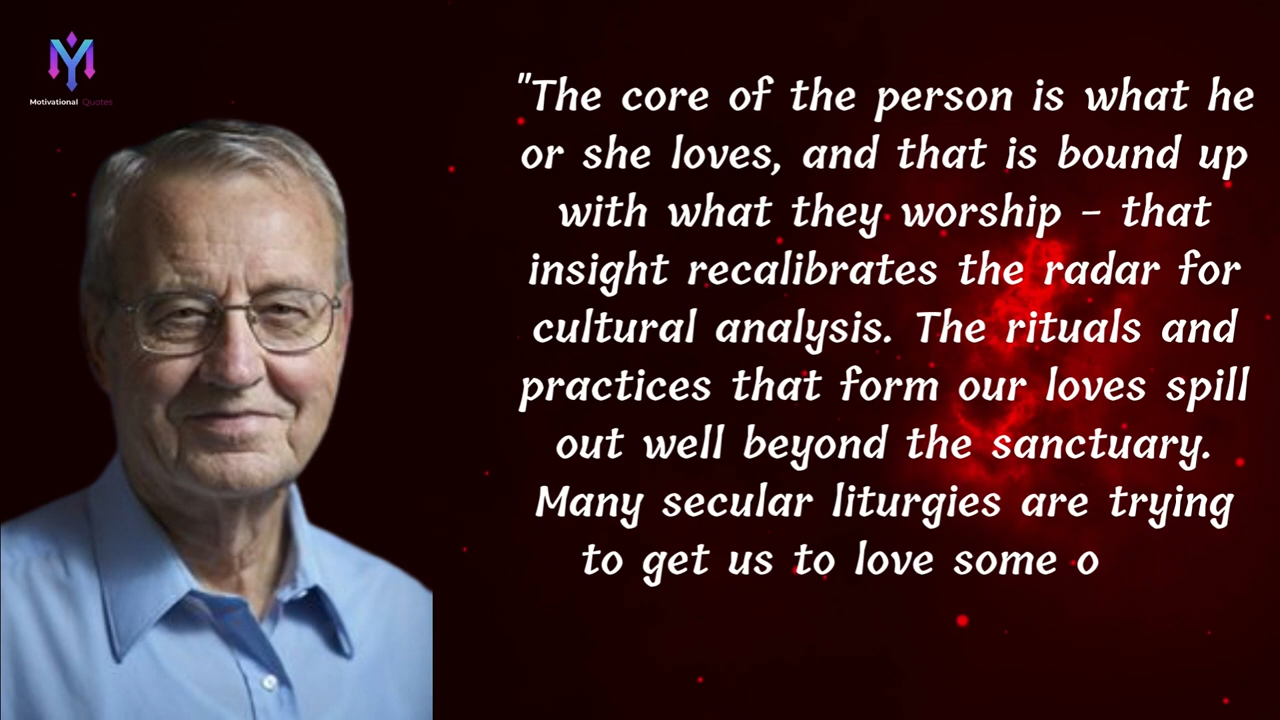 Motivational Quotes
"The core of the person is what he
or she loves, and that is bound up
with what they worship – that
insight recalibrates the radar for
cultural analysis. The rituals and
practices that form our loves spill
out well beyond the sanctuary.
Many secular liturgies are trying
to get us to love some o